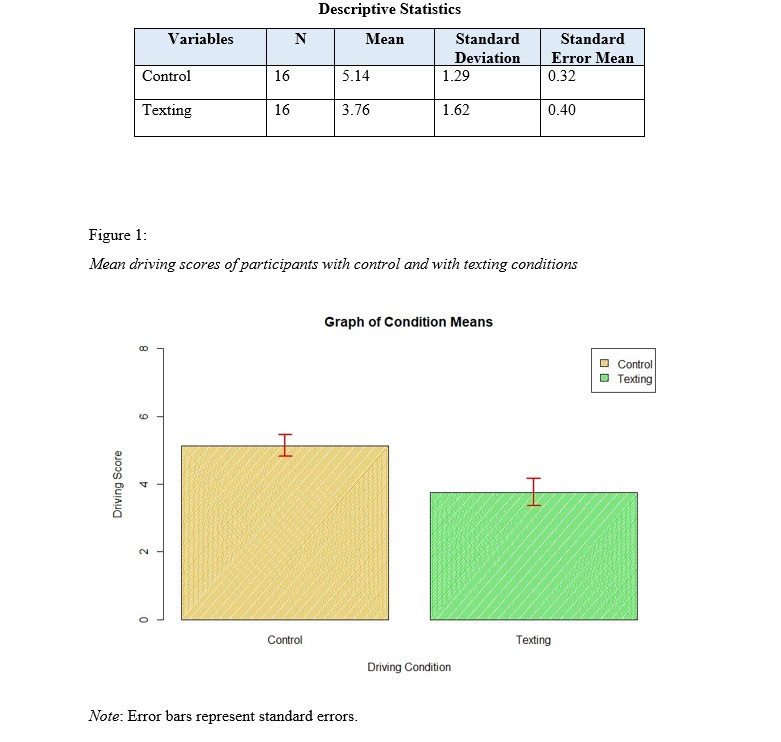 Descriptive Statistics
Variables N Mean Standard Deviation Standard Error Mean
Control 16 5.14 1.29 0.32
Texting 16 3.76 1.62 0.40
Figure 1:
Mean driving scores of participants with control and with texting conditions
Graph of Condition Means
Control
Texting
8
6
4
2
0
Driving Score
Control Texting
Driving Condition
Note: Error bars represent standard errors.